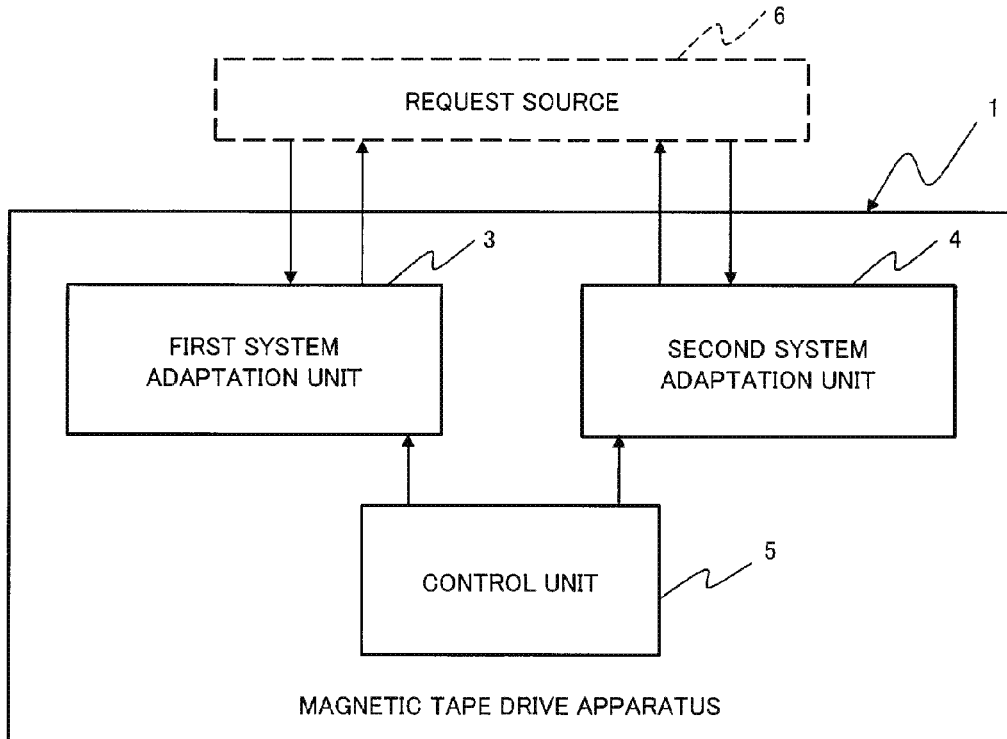 6
REQUEST SOURCE
1
3
4
FIRST SYSTEM
ADAPTATION UNIT
SECOND SYSTEM
ADAPTATION UNIT
5
CONTROL UNIT
MAGNETIC TAPE DRIVE APPARATUS